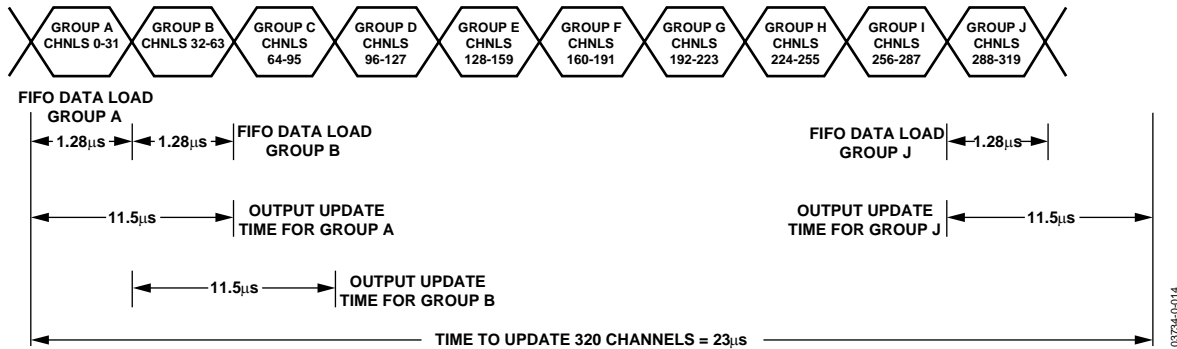 GROUP A
CHNLS 0-31
GROUP B
CHNLS 32-63
GROUP C
CHNLS
64-95
GROUP D
CHNLS
96-127
GROUP E
CHNLS
128-159
GROUP F
CHNLS
160-191
GROUP G
CHNLS
192-223
GROUP H
CHNLS
224-255
GROUP I
CHNLS
256-287
GROUP J
CHNLS
288-319
FIFO DATA LOAD
GROUP A
1.28μs
1.28μs
FIFO DATA LOAD
GROUP B
FIFO DATA LOAD
GROUP J
1.28μs
11.5μs
OUTPUT UPDATE
TIME FOR GROUP A
OUTPUT UPDATE
TIME FOR GROUP J
11.5μs
11.5μs
OUTPUT UPDATE
TIME FOR GROUP B
TIME TO UPDATE 320 CHANNELS = 23μs
03734-0-014